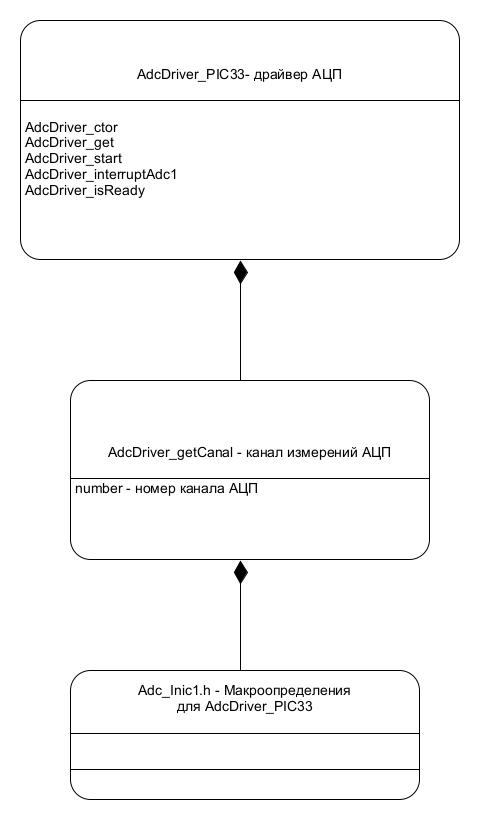 AdcDriver_PIC33- драйвер АЦП
AdcDriver_ctor
AdcDriver_get
AdcDriver_start
AdcDriver_interruptAdc1
AdcDriver_isReady
AdcDriver_getCanal - канал измерений АЦП
number - номер канала АЦП
Adc_Inic1.h - Макроопределения
для AdcDriver_PIC33